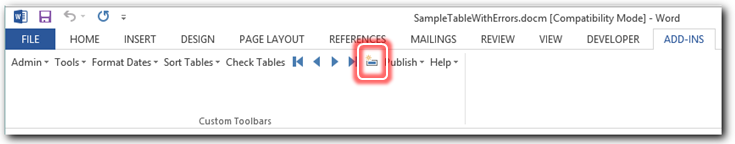 SampleTableWithErrors.docm [Compatibility Mode] - Word
FILE HOME INSERT DESIGN PAGE LAYOUT REFERENCES MAILINGS REVIEW VIEW DEVELOPER ADD-INS
Admin Tools Format Dates Sort Tables Check Tables Publish Help
Custom Toolbars